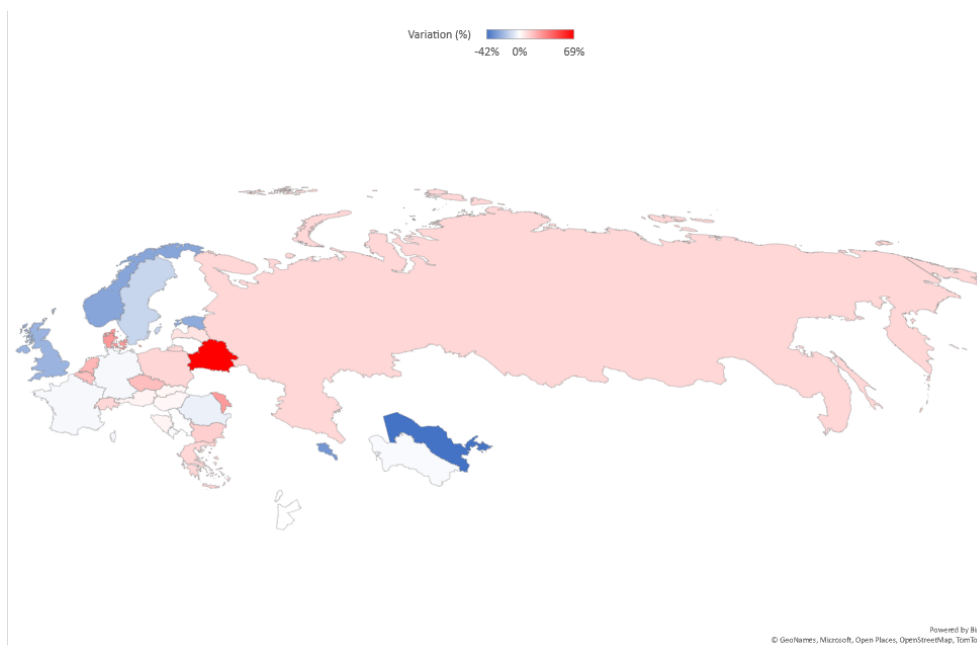 Variation (%)
-42% 0% 69%
Powered by Bi
© GeoNames, Microsoft, Open Places, OpenStreetMap, TomTo